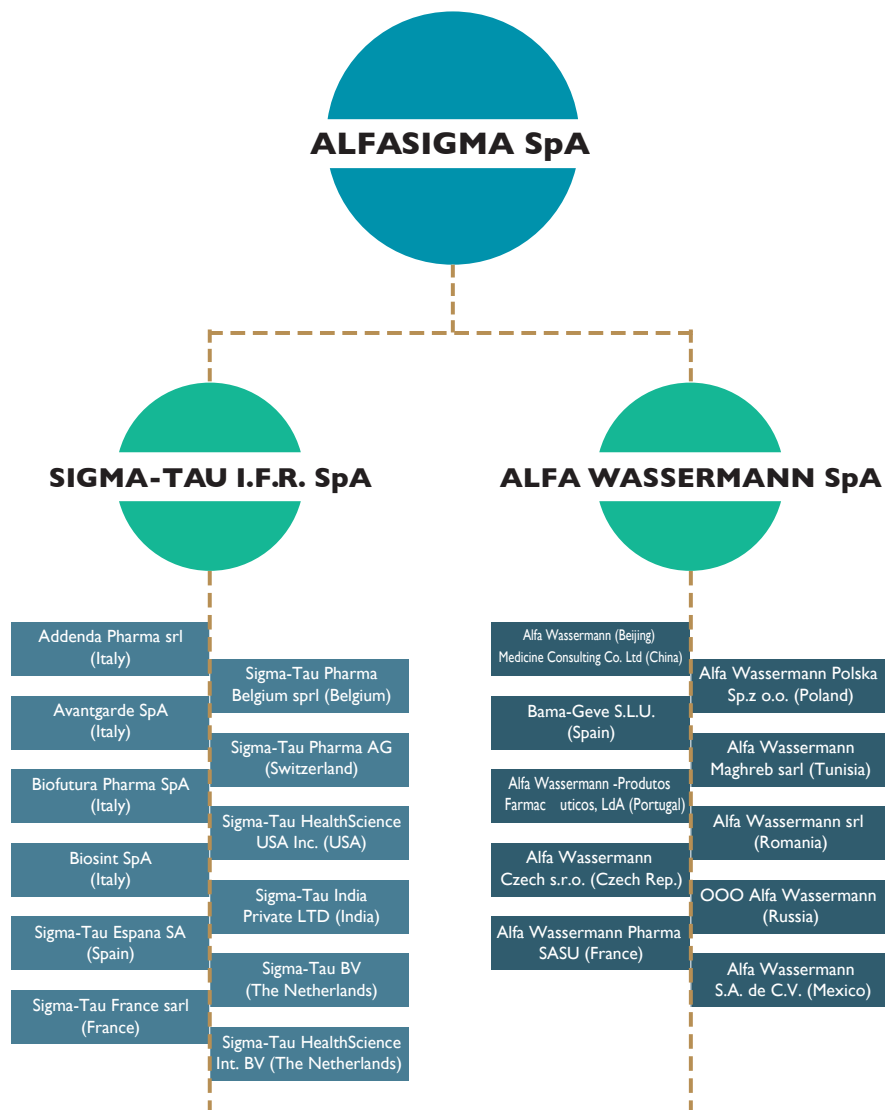 ALFASIGMA SpA
SIGMA-TAU I.F.R. SpA
Addenda Pharma srl
(Italy)
Sigma-Tau Pharma
Belgium sprl (Belgium)
Avantgarde SpA
(Italy)
Sigma-Tau Pharma AG
(Switzerland)
Biofutura Pharma SpA
(Italy)
Sigma-Tau HealthScience
USA Inc. (USA)
Biosint SpA
(Italy)
Sigma-Tau India
Private LTD (India)
Sigma-Tau Espana SA
(Spain)
Sigma-Tau BV
(The Netherlands)
Sigma-Tau France sarl
(France)
Sigma-Tau HealthScience
Int. BV (The Netherlands)
ALFA WASSERMANN SpA
Alfa Wassermann (Beijing)
Medicine Consulting Co. Ltd (China)
Alfa Wassermann Polska
Sp.z o.o. (Poland)
Bama-Geve S.L.U.
(Spain)
Alfa Wassermann
Maghreb sarl (Tunisia)
Alfa Wassermann -Produtos
Farmac uticos, LdA (Portugal)
Alfa Wassermann srl
(Romania)
Alfa Wassermann
Czech s.r.o. (Czech Rep.)
OOO Alfa Wassermann
(Russia)
Alfa Wassermann Pharma
SASU (France)
Alfa Wassermann
S.A. de C.V. (Mexico)